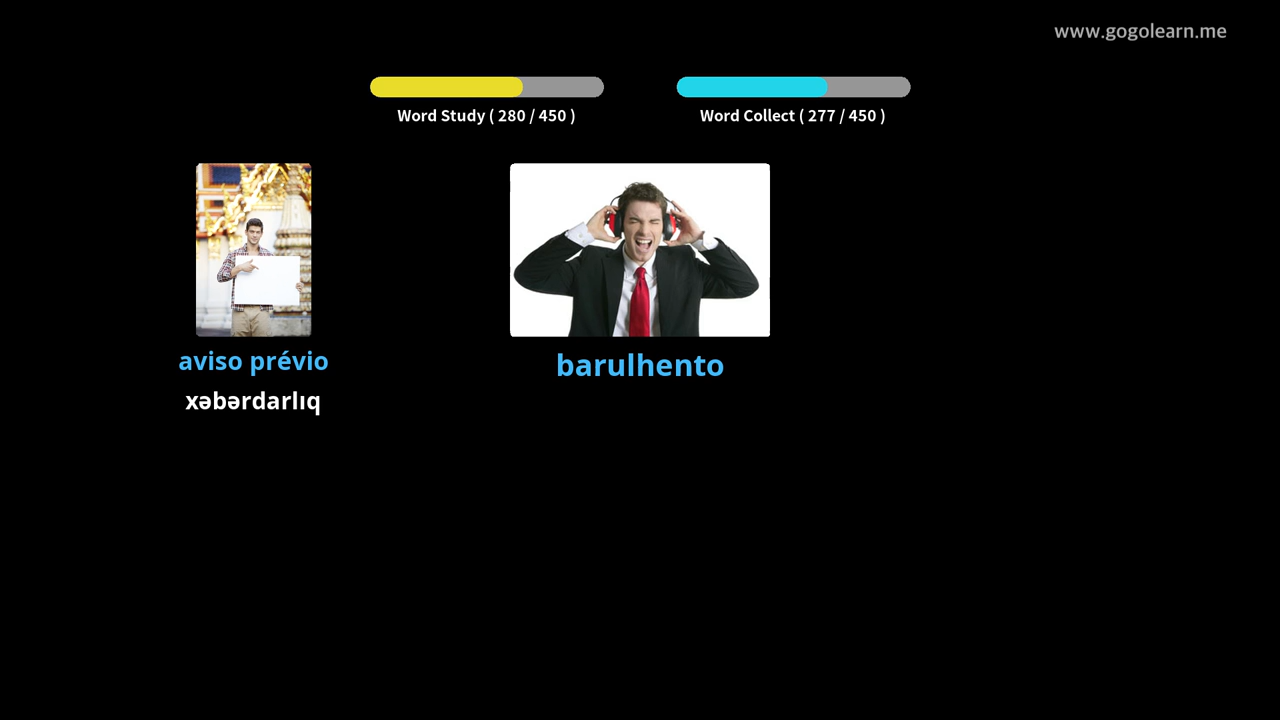 www.gogolearn.me
Word Study ( 280 / 450 )
Word Collect ( 277 / 450 )
aviso prévio
xəbərdarlıq
barulhento